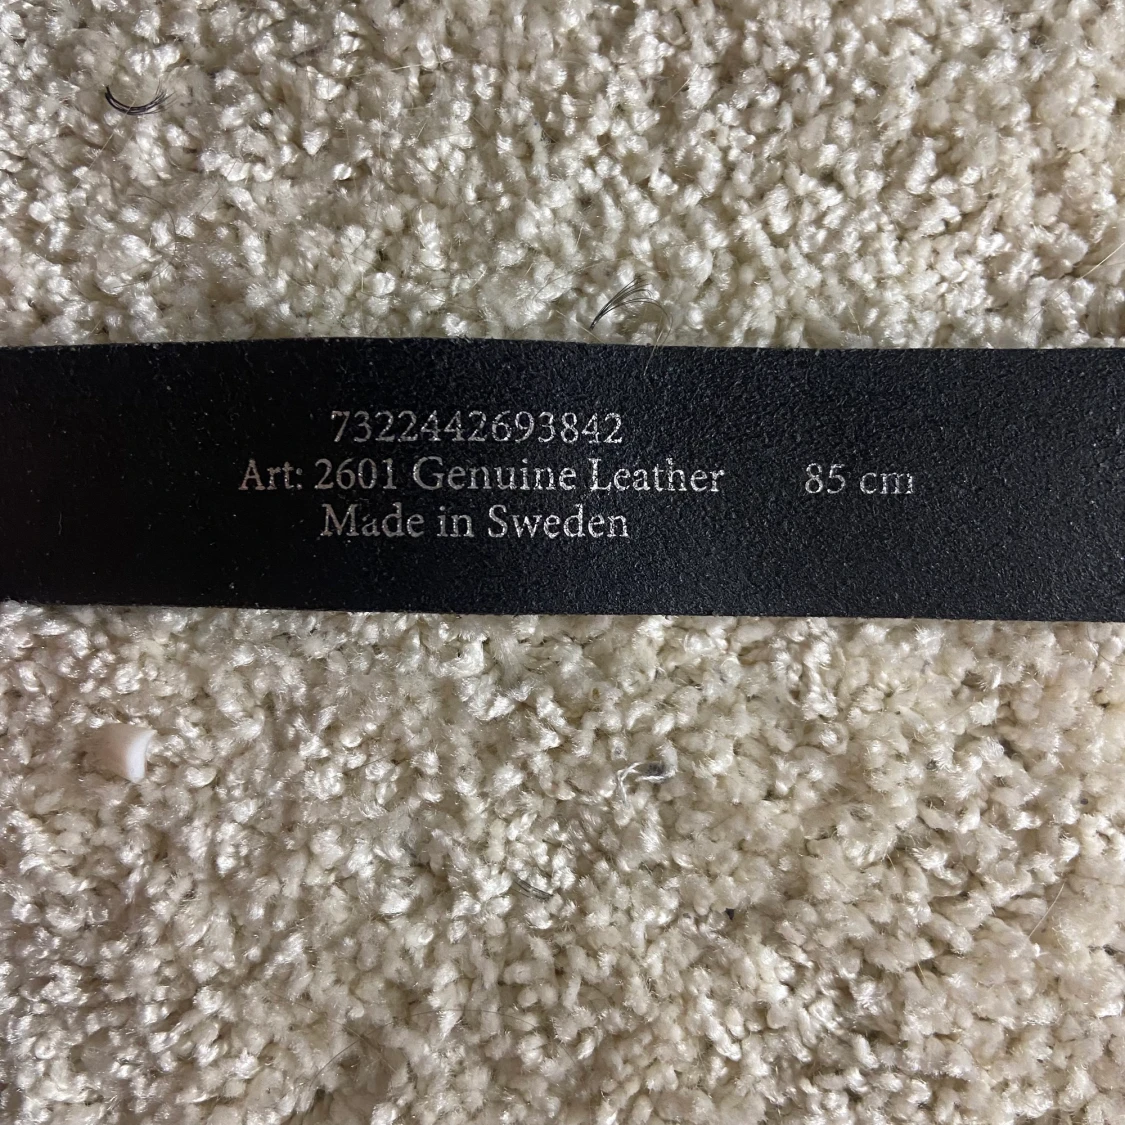 7322442693842
Art: 2601 Genuine Leather 85 cm
Made in Sweden